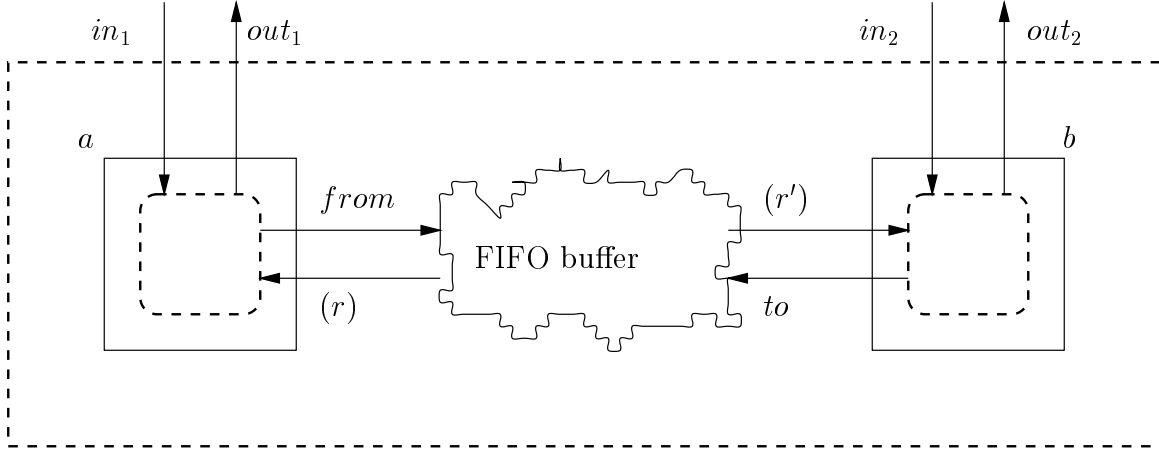 in₁ out₁ in₂ out₂
a b
from (r′)
FIFO buffer
(r) to